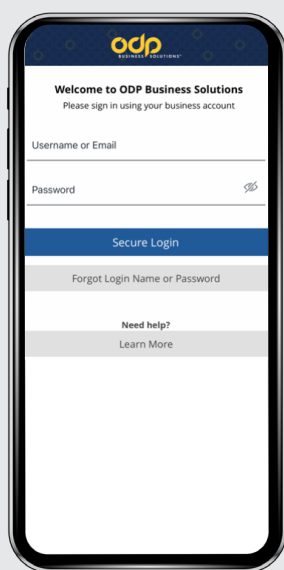 odp
BUSINESS SOLUTIONS
Welcome to ODP Business Solutions
Please sign in using your business account
Username or Email
Password
Secure Login
Forgot Login Name or Password
Need help?
Learn More